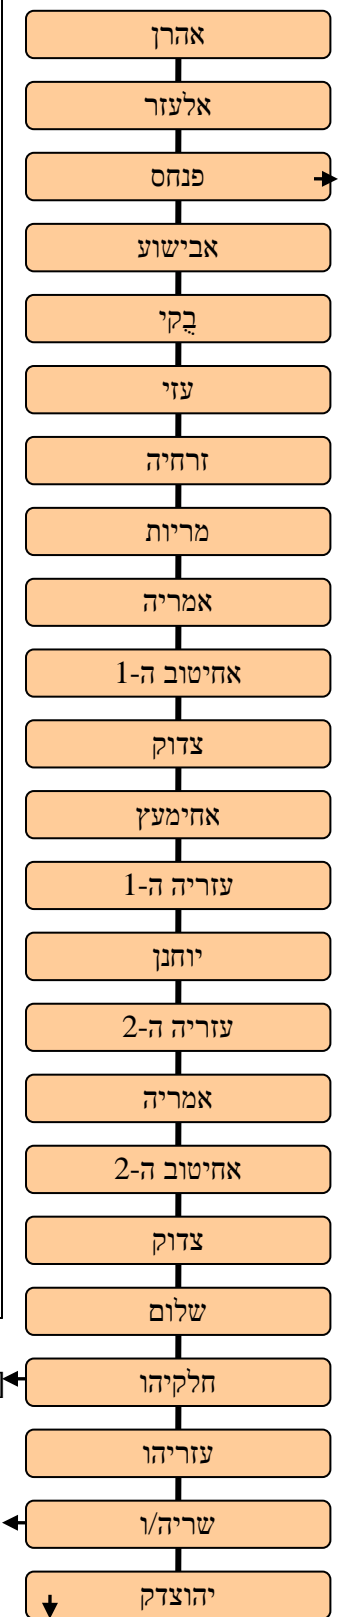 אהרן
אלעזר
פנחס
אבישוע
בֻקי
עזי
זרחיה
מריות
אמריה
אחיטוב ה-1
צדוק
אחימעץ
עזריה ה-1
יוחנן
עזריה ה-2
אמריה
אחיטוב ה-2
צדוק
שלום
חלקיהו
עזריהו
שריה/ו
יהוצדק